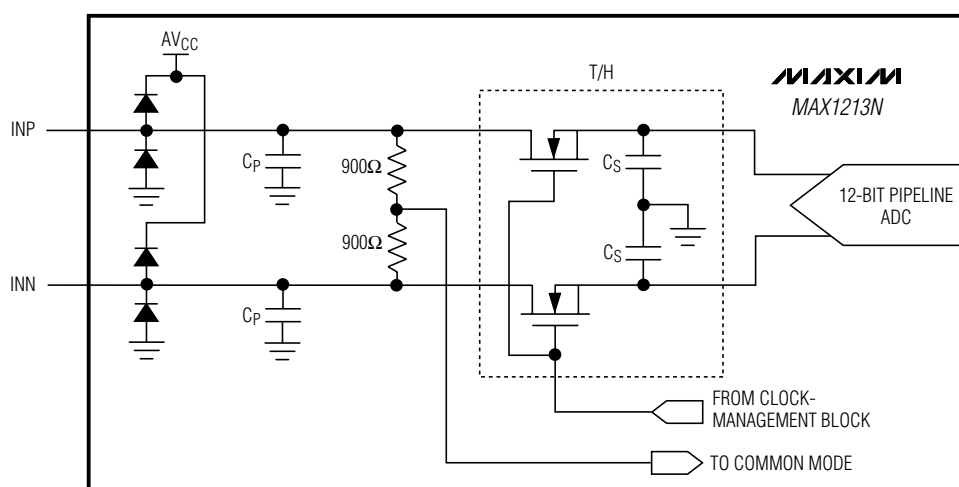 AVCC
T/H
MAXIM
MAX1213N
INP
CP
900Ω
CS
12-BIT PIPELINE
ADC
900Ω
CS
INN
CP
FROM CLOCK-
MANAGEMENT BLOCK
TO COMMON MODE